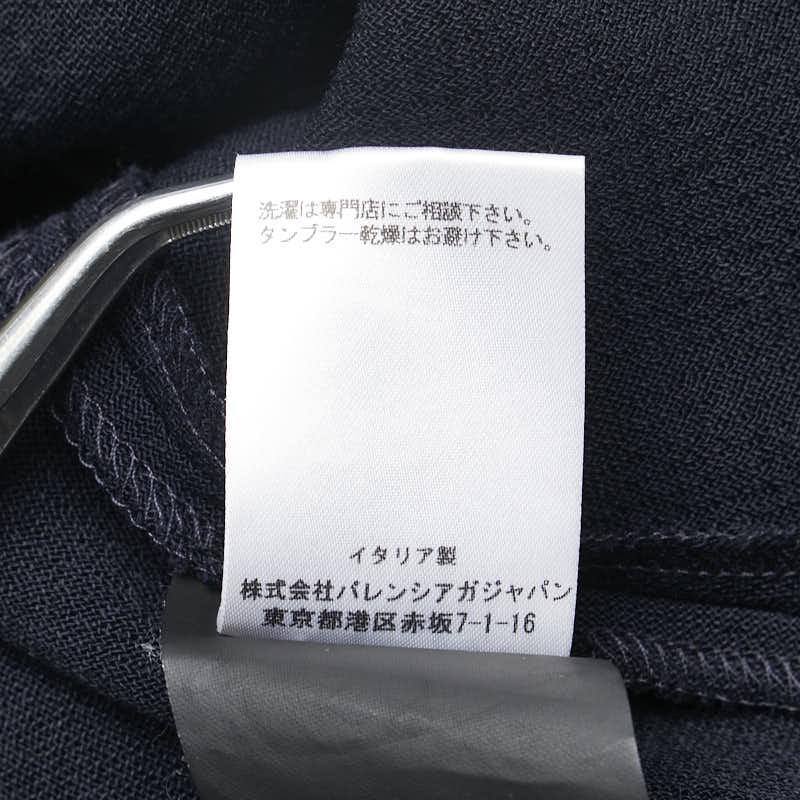 洗濯は専門店にご相談下さい。
タンブラー乾燥はお避け下さい。
イタリア製
株式会社バレンシアガジャパン
東京都港区赤坂7-1-16